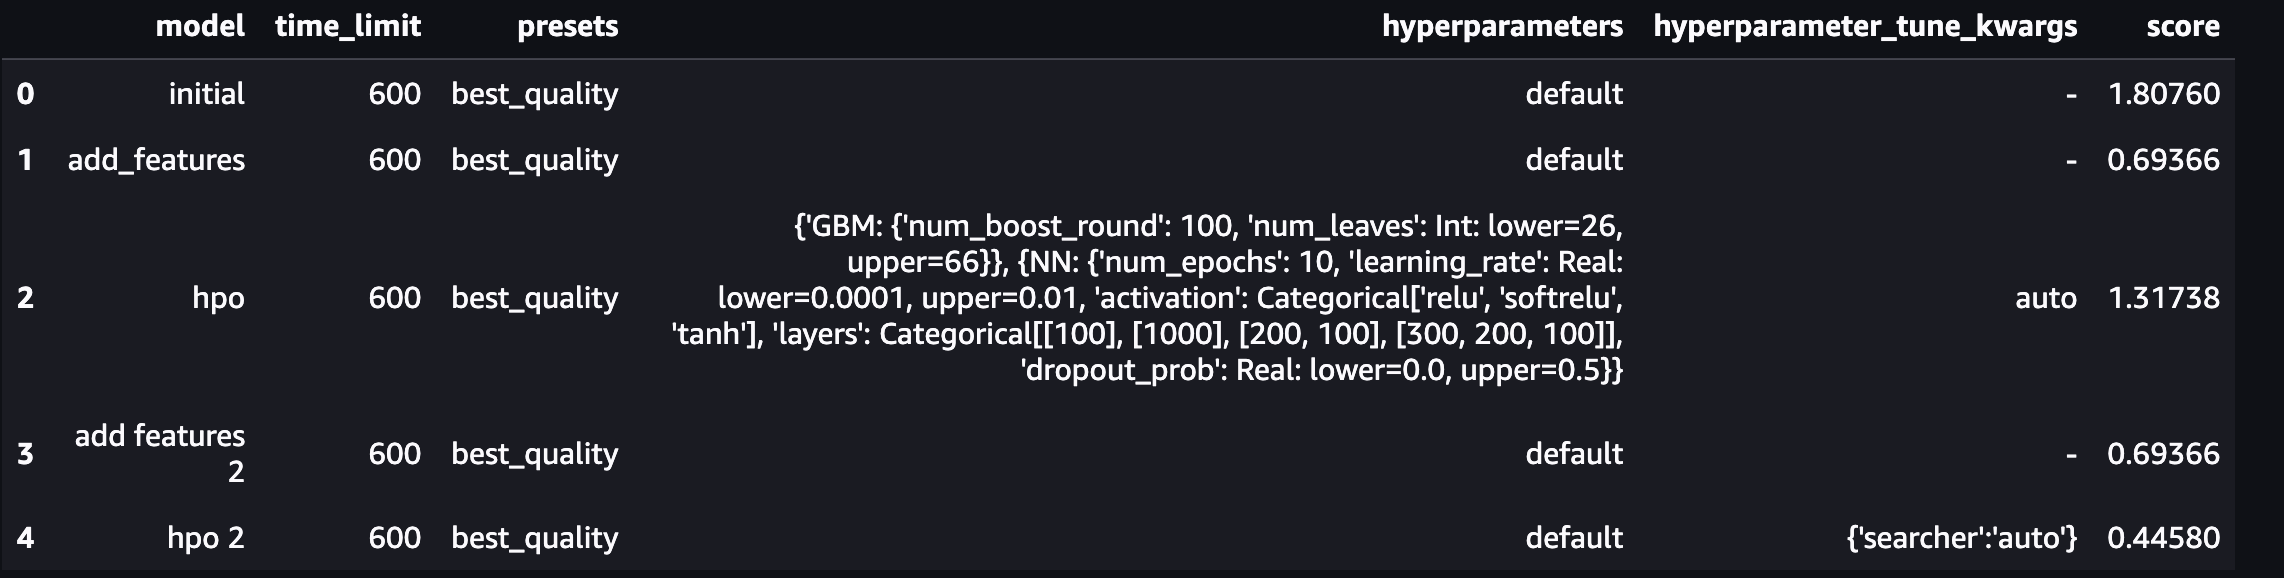 model time_limit presets hyperparameters hyperparameter_tune_kwargs score
0 initial 600 best_quality default - 1.80760
1 add_features 600 best_quality default - 0.69366
{'GBM: {'num_boost_round': 100, 'num_leaves': Int: lower=26,
upper=66}}, {NN: {'num_epochs': 10, 'learning_rate': Real:
2 hpo 600 best_quality lower=0.0001, upper=0.01, 'activation': Categorical['relu', 'softrelu', auto 1.31738
'tanh'], 'layers': Categorical[[100], [1000], [200, 100], [300, 200, 100]],
'dropout_prob': Real: lower=0.0, upper=0.5}}
add features
3 600 best_quality default - 0.69366
2
4 hpo 2 600 best_quality default {'searcher':'auto'} 0.44580